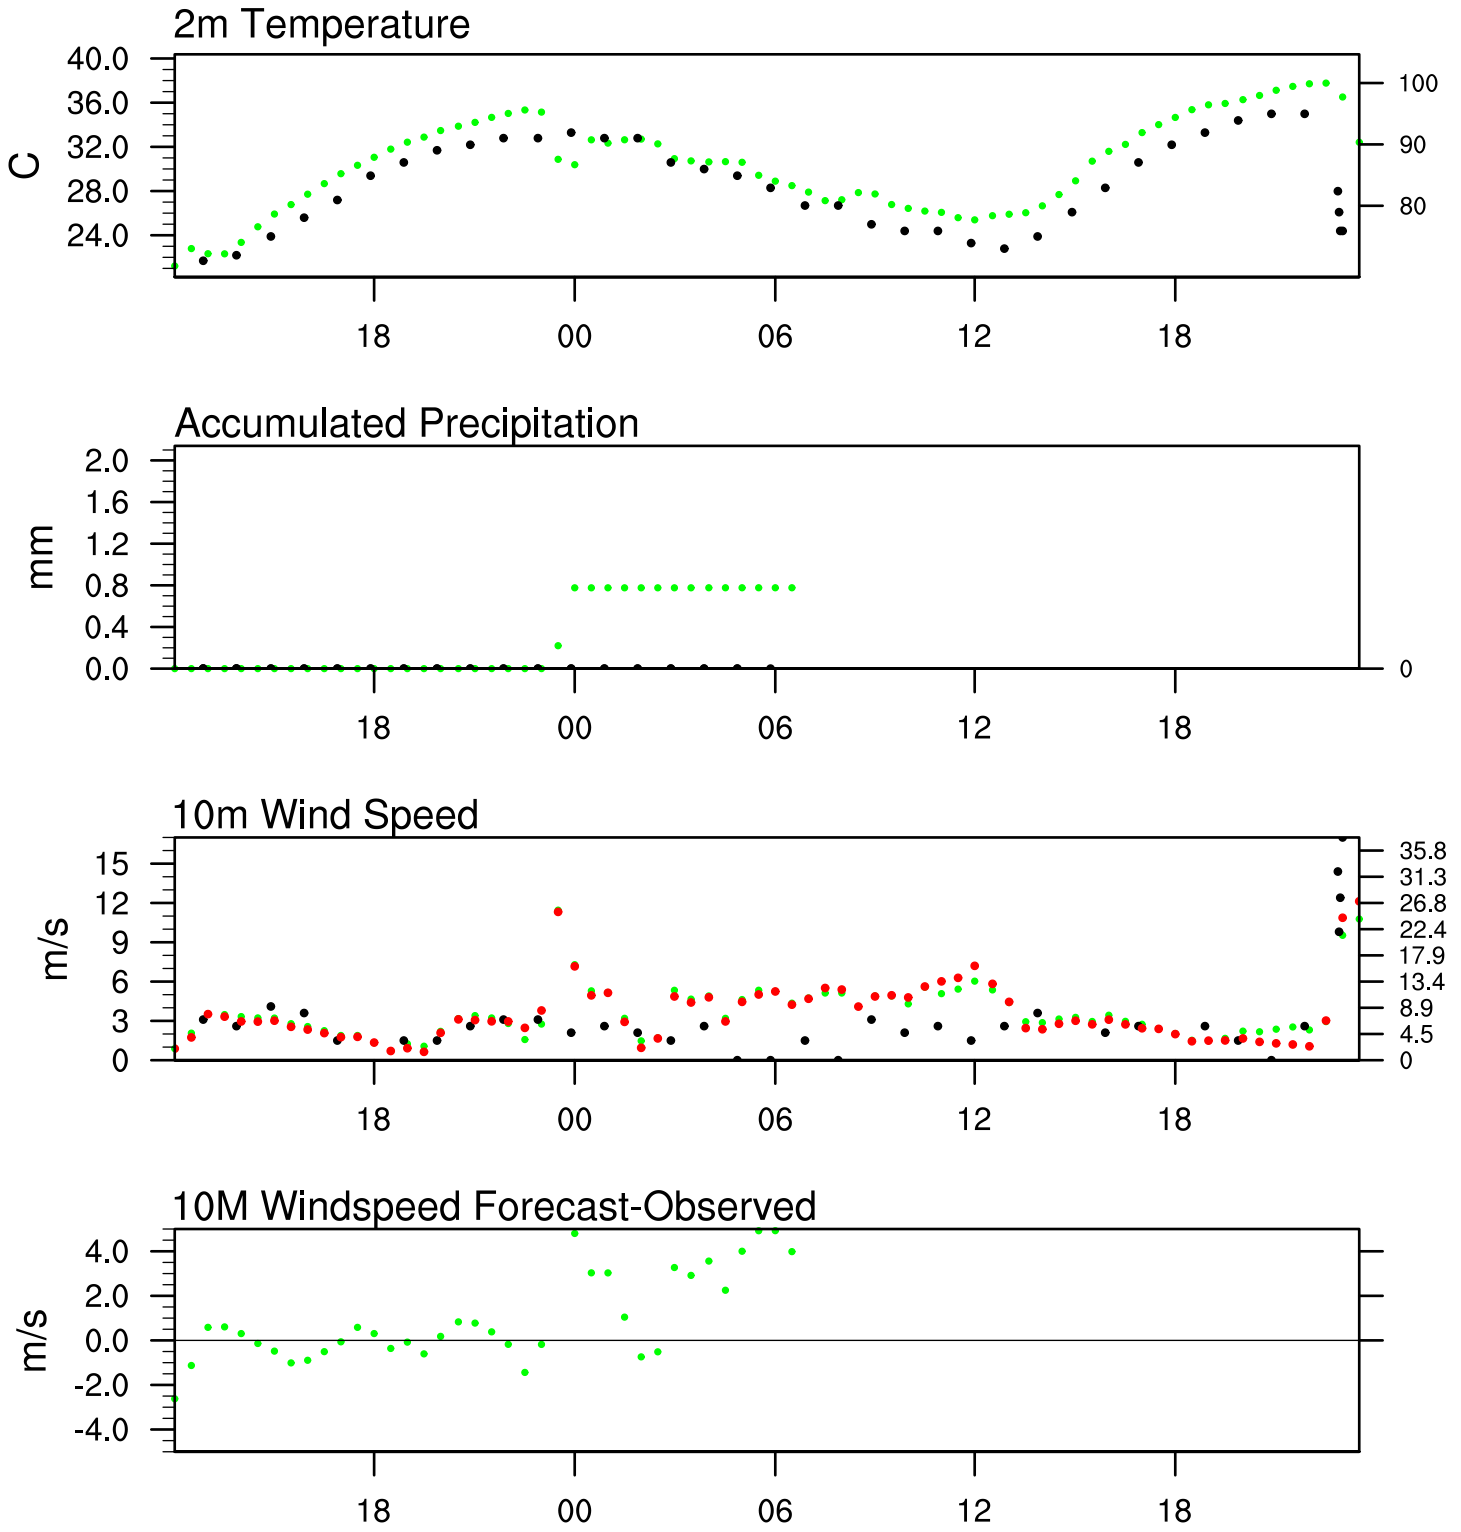 2m Temperature
40.0
36.0
32.0
28.0
24.0
C
100
90
80
18 00 06 12 18
Accumulated Precipitation
2.0
1.6
1.2
0.8
0.4
0.0
mm
0
18 00 06 12 18
10m Wind Speed
15
12
9
6
3
0
m/s
35.8
31.3
26.8
22.4
17.9
13.4
8.9
4.5
0
18 00 06 12 18
10M Windspeed Forecast-Observed
4.0
2.0
0.0
-2.0
-4.0
m/s
18 00 06 12 18